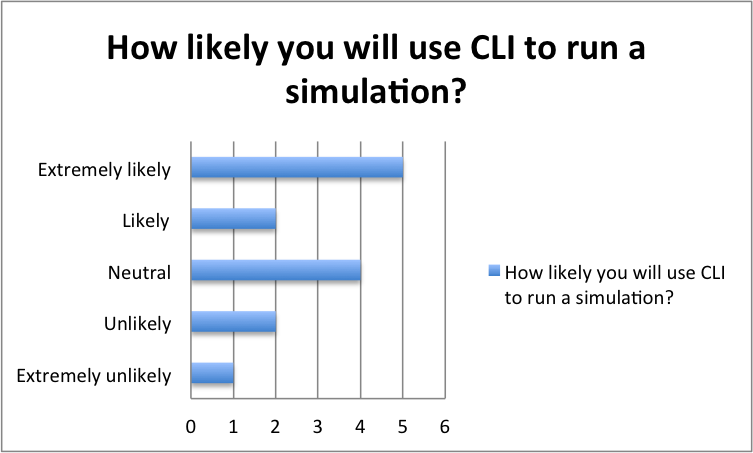 How likely you will use CLI to run a
simulation?
Extremely likely
Likely
Neutral
Unlikely
Extremely unlikely
0 1 2 3 4 5 6
How likely you will use CLI
to run a simulation?